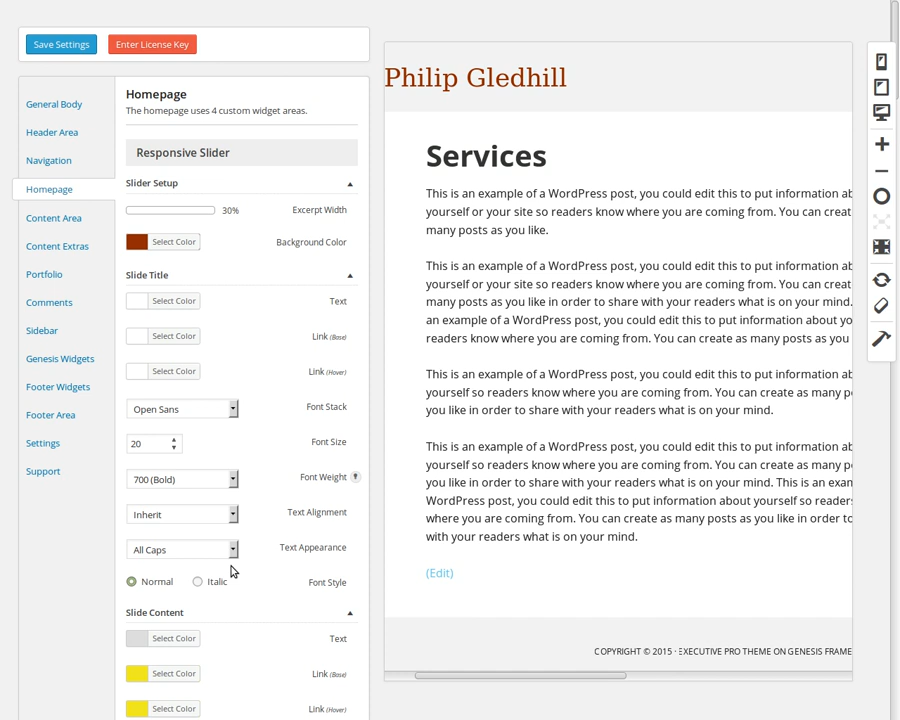 Save Settings
Enter License Key
General Body
Header Area
Navigation
Homepage
Content Area
Content Extras
Portfolio
Comments
Sidebar
Genesis Widgets
Footer Widgets
Footer Area
Settings
Support
Homepage
The homepage uses 4 custom widget areas.
Responsive Slider
Slider Setup
30% Excerpt Width
Select Color Background Color
Slide Title
Select Color Text
Select Color Link (Base)
Select Color Link (Hover)
Open Sans Font Stack
20 Font Size
700 (Bold) Font Weight
Inherit Text Alignment
All Caps Text Appearance
Normal Italic Font Style
Slide Content
Select Color Text
Select Color Link (Base)
Select Color Link (Hover)
Philip Gledhill
Services
This is an example of a WordPress post, you could edit this to put information ab
yourself or your site so readers know where you are coming from. You can creat
many posts as you like.
This is an example of a WordPress post, you could edit this to put information ab
yourself or your site so readers know where you are coming from. You can creat
many posts as you like in order to share with your readers what is on your mind.
an example of a WordPress post, you could edit this to put information about yo
readers know where you are coming from. You can create as many posts as you
This is an example of a WordPress post, you could edit this to put information ab
yourself so readers know where you are coming from. You can create as many po
you like in order to share with your readers what is on your mind.
This is an example of a WordPress post, you could edit this to put information ab
yourself so readers know where you are coming from. You can create as many po
you like in order to share with your readers what is on your mind. This is an exam
WordPress post, you could edit this to put information about yourself so readers
where you are coming from. You can create as many posts as you like in order to
with your readers what is on your mind.
(Edit)
COPYRIGHT © 2015 · EXECUTIVE PRO THEME ON GENESIS FRAME